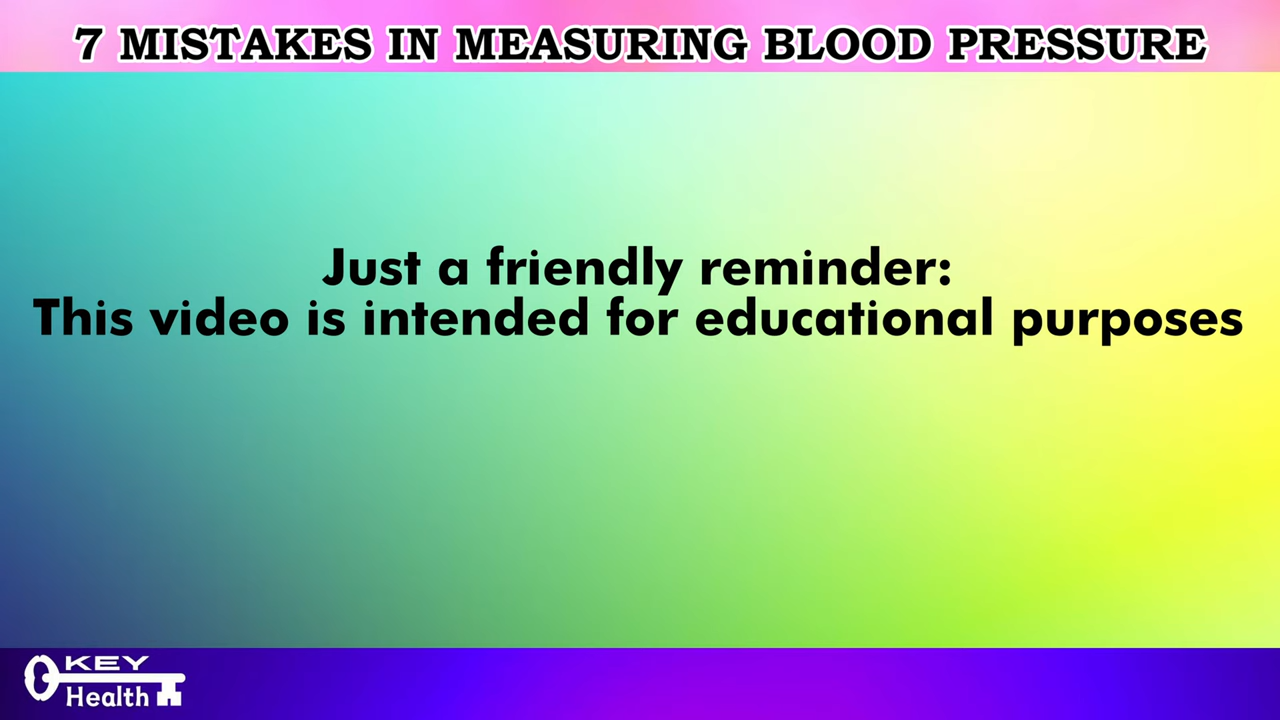 7 MISTAKES IN MEASURING BLOOD PRESSURE
Just a friendly reminder:
This video is intended for educational purposes
KEY
Health